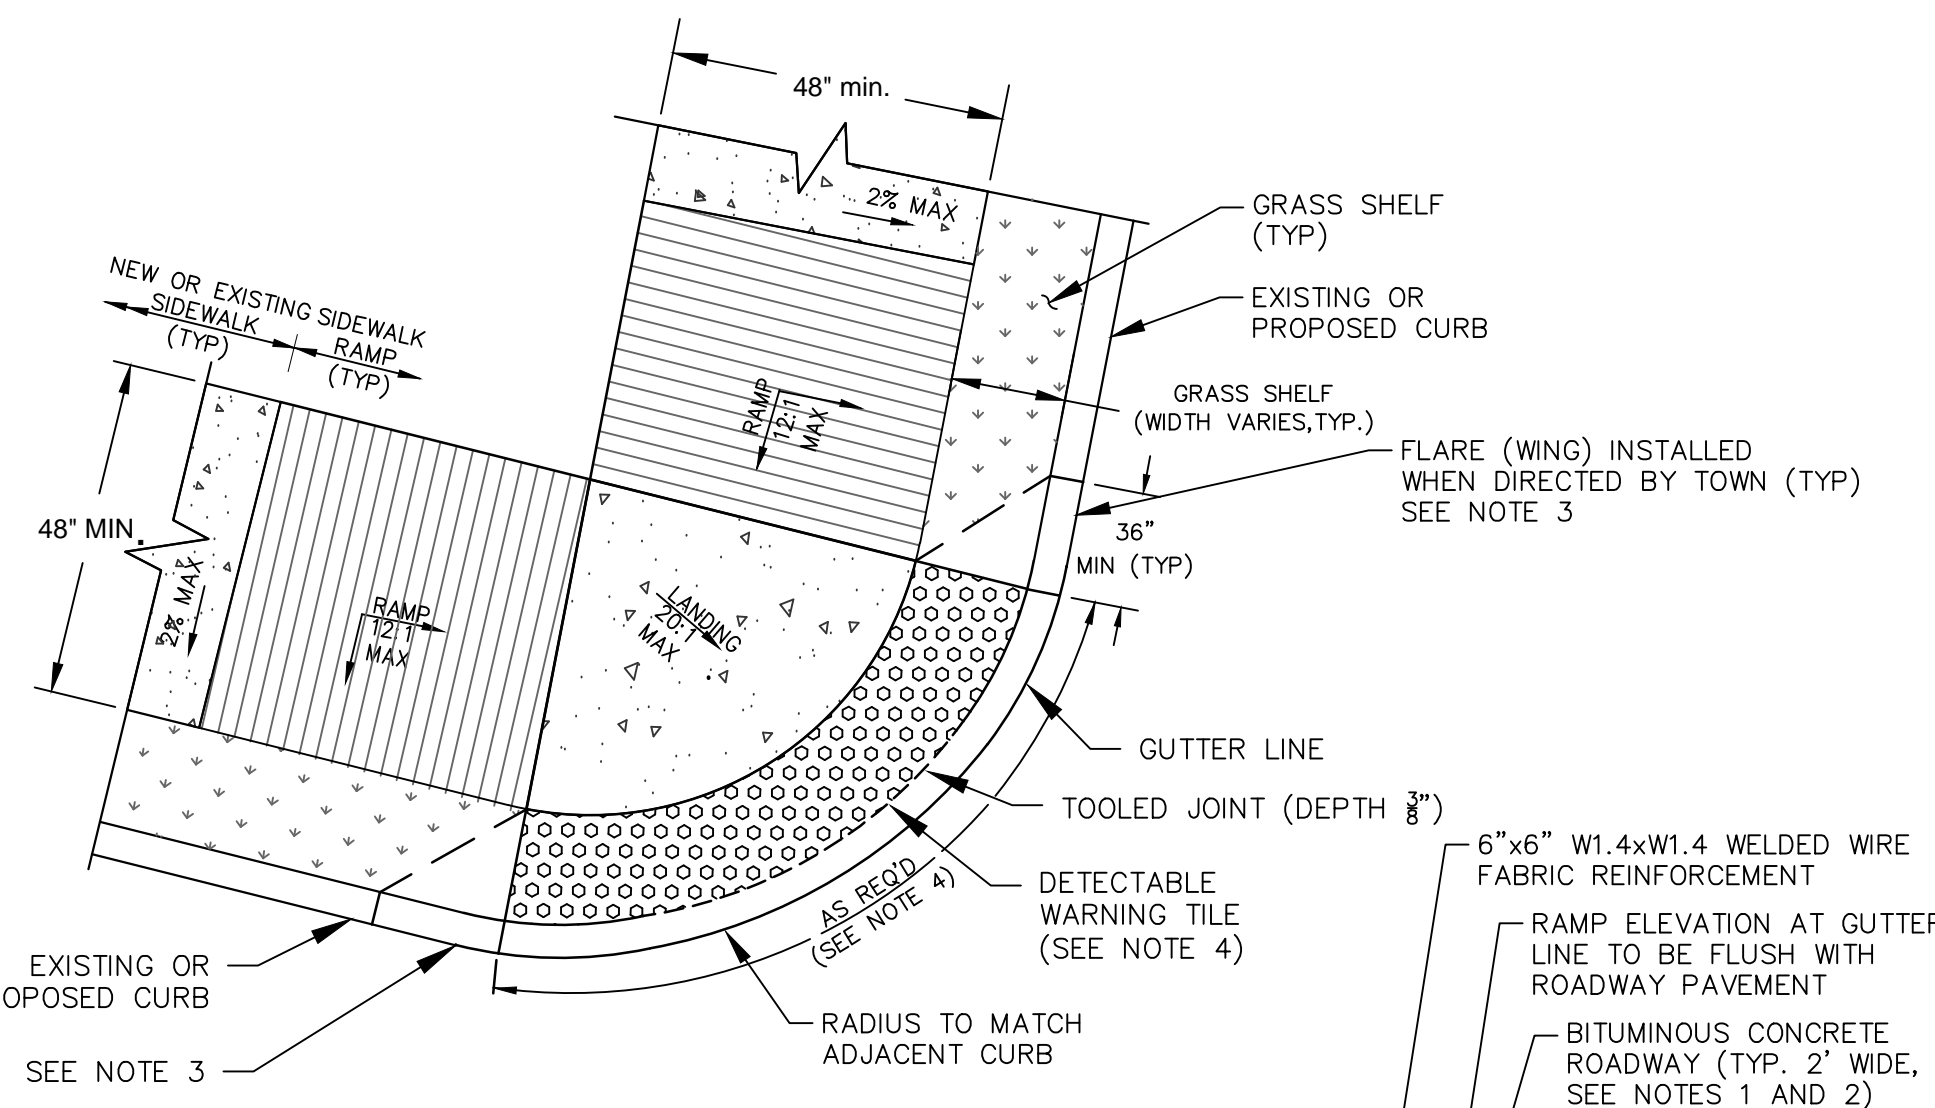 48" min.
2% MAX
GRASS SHELF
(TYP)
EXISTING OR
PROPOSED CURB
NEW OR EXISTING
SIDEWALK
(TYP)
SIDEWALK
RAMP
(TYP)
GRASS SHELF
(WIDTH VARIES,TYP.)
RAMP
12:1
MAX
FLARE (WING) INSTALLED
WHEN DIRECTED BY TOWN (TYP)
SEE NOTE 3
48" MIN.
36"
MIN (TYP)
2% MAX
RAMP
12:1
MAX
LANDING
20:1
MAX
GUTTER LINE
TOOLED JOINT (DEPTH 3/8")
6"x6" W1.4xW1.4 WELDED WIRE
FABRIC REINFORCEMENT
DETECTABLE
WARNING TILE
(SEE NOTE 4)
AS REQ'D
(SEE NOTE 4)
RAMP ELEVATION AT GUTTER
LINE TO BE FLUSH WITH
ROADWAY PAVEMENT
EXISTING OR
OPOSED CURB
RADIUS TO MATCH
ADJACENT CURB
SEE NOTE 3
BITUMINOUS CONCRETE
ROADWAY (TYP. 2' WIDE,
SEE NOTES 1 AND 2)